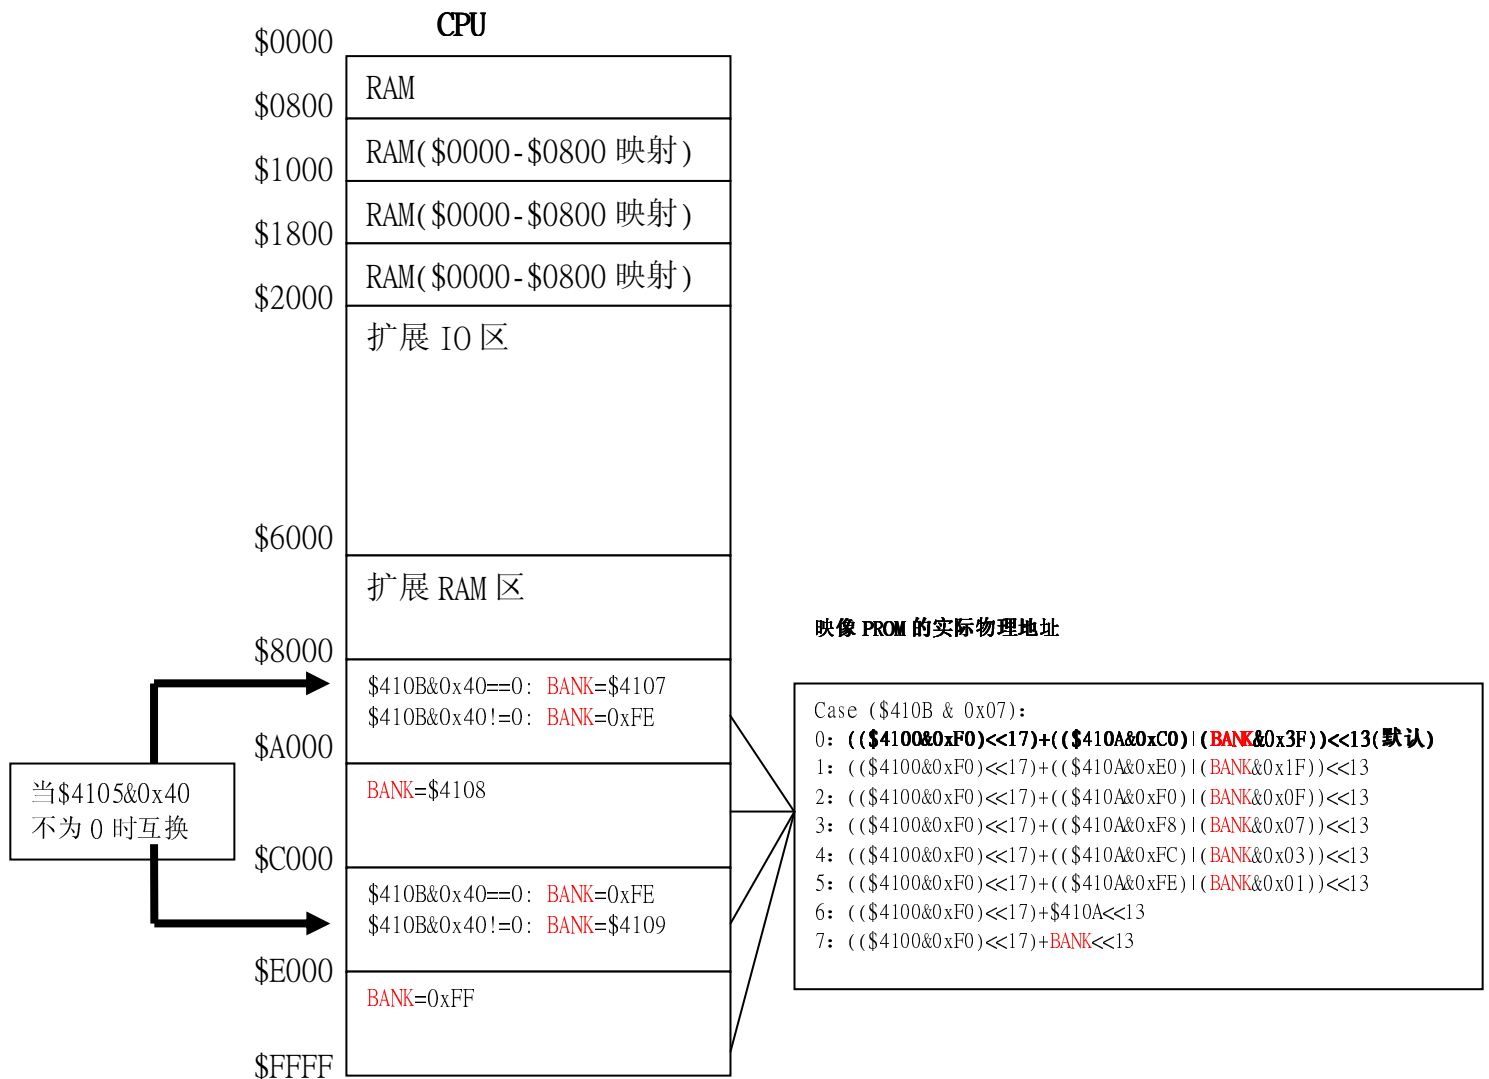 CPU
$0000
RAM
$0800
RAM($0000-$0800 映射)
$1000
RAM($0000-$0800 映射)
$1800
RAM($0000-$0800 映射)
$2000
扩展 IO 区
$6000
扩展 RAM 区
$8000
$410B&0x40==0: BANK=$4107
$410B&0x40!=0: BANK=0xFE
$A000
BANK=$4108
当$4105&0x40
不为 0 时互换
$C000
$410B&0x40==0: BANK=0xFE
$410B&0x40!=0: BANK=$4109
$E000
BANK=0xFF
$FFFF
映像 PROM 的实际物理地址
Case ($410B & 0x07):
0: (($4100&0xF0)<<17)+(($410A&0xC0)|(BANK&0x3F))<<13(默认)
1: (($4100&0xF0)<<17)+(($410A&0xE0)|(BANK&0x1F))<<13
2: (($4100&0xF0)<<17)+(($410A&0xF0)|(BANK&0x0F))<<13
3: (($4100&0xF0)<<17)+(($410A&0xF8)|(BANK&0x07))<<13
4: (($4100&0xF0)<<17)+(($410A&0xFC)|(BANK&0x03))<<13
5: (($4100&0xF0)<<17)+(($410A&0xFE)|(BANK&0x01))<<13
6: (($4100&0xF0)<<17)+$410A<<13
7: (($4100&0xF0)<<17)+BANK<<13